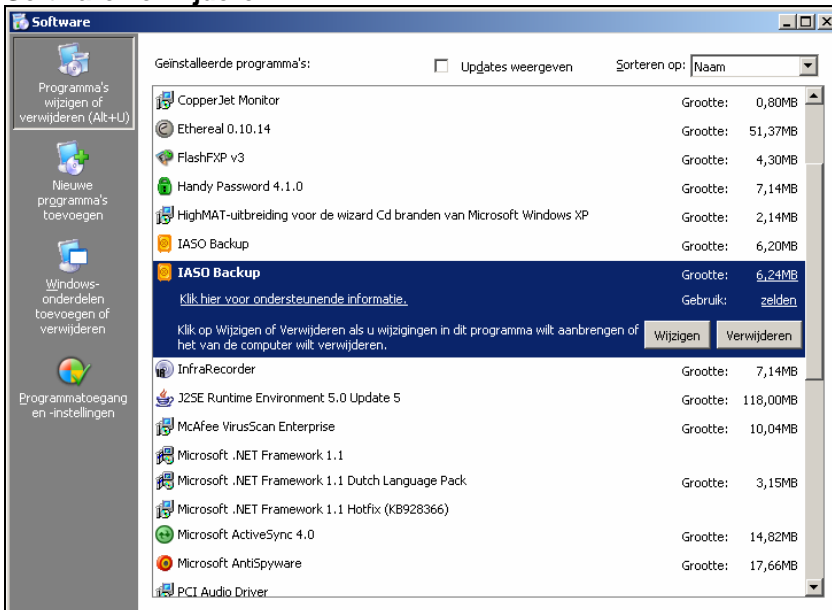 Software
Programma's
wijzigen of
verwijderen (Alt+U)
Nieuwe
programma's
toevoegen
Windows-
onderdelen
toevoegen of
verwijderen
Programmatoegang
en -instellingen
Geïnstalleerde programma's:
Updates weergeven
Sorteren op: Naam
CopperJet Monitor Grootte: 0,80MB
Ethereal 0.10.14 Grootte: 51,37MB
FlashFXP v3 Grootte: 4,30MB
Handy Password 4.1.0 Grootte: 7,14MB
HighMAT-uitbreiding voor de wizard Cd branden van Microsoft Windows XP Grootte: 2,14MB
IASO Backup Grootte: 6,20MB
IASO Backup Grootte: 6,24MB
Klik hier voor ondersteunende informatie. Gebruik: zelden
Klik op Wijzigen of Verwijderen als u wijzigingen in dit programma wilt aanbrengen of
het van de computer wilt verwijderen.
Wijzigen Verwijderen
InfraRecorder Grootte: 7,14MB
J2SE Runtime Environment 5.0 Update 5 Grootte: 118,00MB
McAfee VirusScan Enterprise Grootte: 10,04MB
Microsoft .NET Framework 1.1
Microsoft .NET Framework 1.1 Dutch Language Pack Grootte: 3,15MB
Microsoft .NET Framework 1.1 Hotfix (KB928366)
Microsoft ActiveSync 4.0 Grootte: 14,82MB
Microsoft AntiSpyware Grootte: 17,66MB
PCI Audio Driver